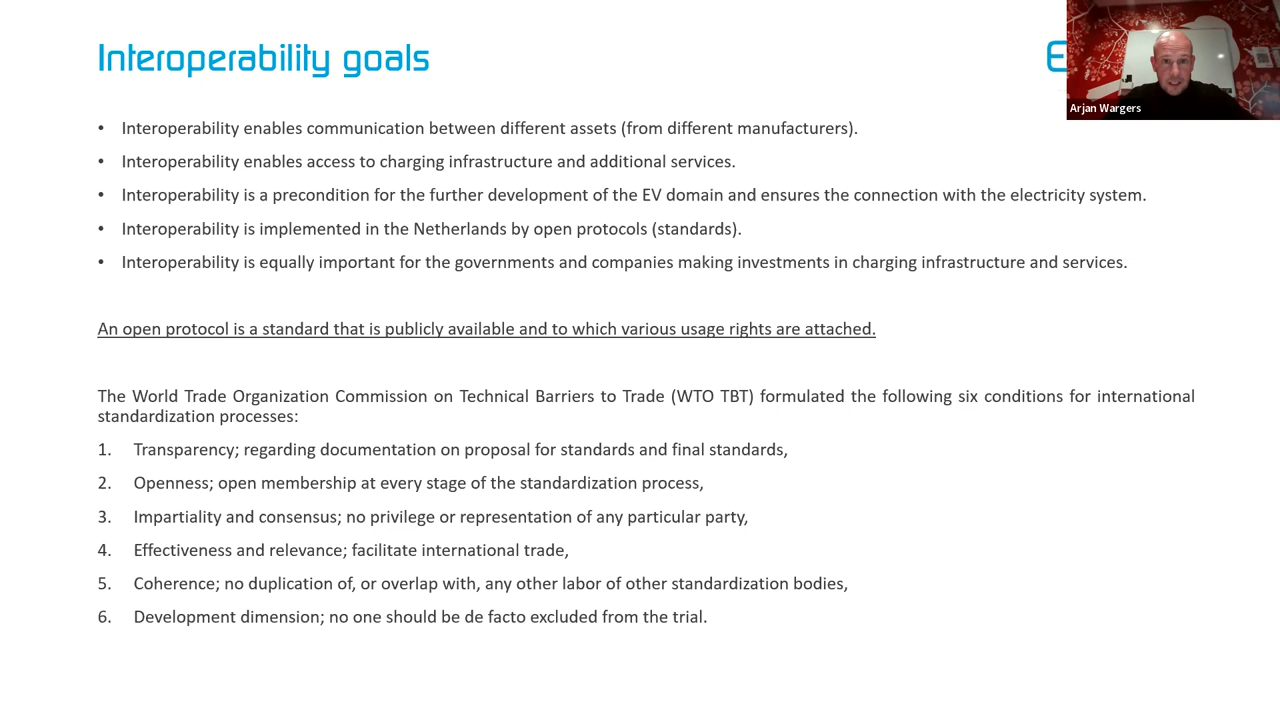 Interoperability goals
E
Arjan Wargers
• Interoperability enables communication between different assets (from different manufacturers).
• Interoperability enables access to charging infrastructure and additional services.
• Interoperability is a precondition for the further development of the EV domain and ensures the connection with the electricity system.
• Interoperability is implemented in the Netherlands by open protocols (standards).
• Interoperability is equally important for the governments and companies making investments in charging infrastructure and services.
An open protocol is a standard that is publicly available and to which various usage rights are attached.
The World Trade Organization Commission on Technical Barriers to Trade (WTO TBT) formulated the following six conditions for international
standardization processes:
1. Transparency; regarding documentation on proposal for standards and final standards,
2. Openness; open membership at every stage of the standardization process,
3. Impartiality and consensus; no privilege or representation of any particular party,
4. Effectiveness and relevance; facilitate international trade,
5. Coherence; no duplication of, or overlap with, any other labor of other standardization bodies,
6. Development dimension; no one should be de facto excluded from the trial.